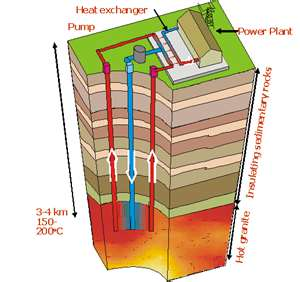 Heat exchanger
Pump
Power Plant
Insulating sedimentary rocks
3-4 km
150-
200°C
Hot granite